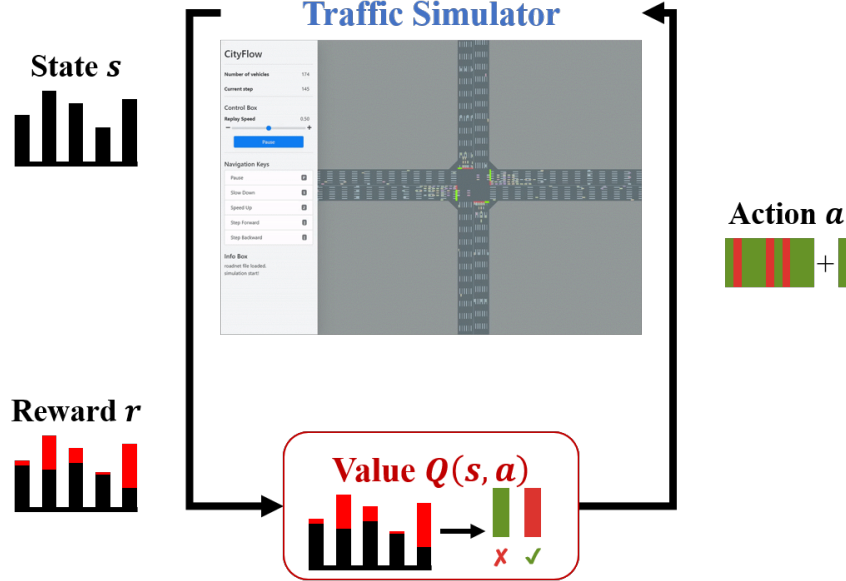 Traffic Simulator
State s
CityFlow
Number of vehicles 174
Current step 145
Control Box
Replay Speed 0.50
− +
Pause
Navigation Keys
Pause
Slow Down
Speed Up
Step Forward
Step Backward
Info Box
roadnet file loaded.
simulation start!
Action a
+
Reward r
Value Q(s, a)
✗ ✓